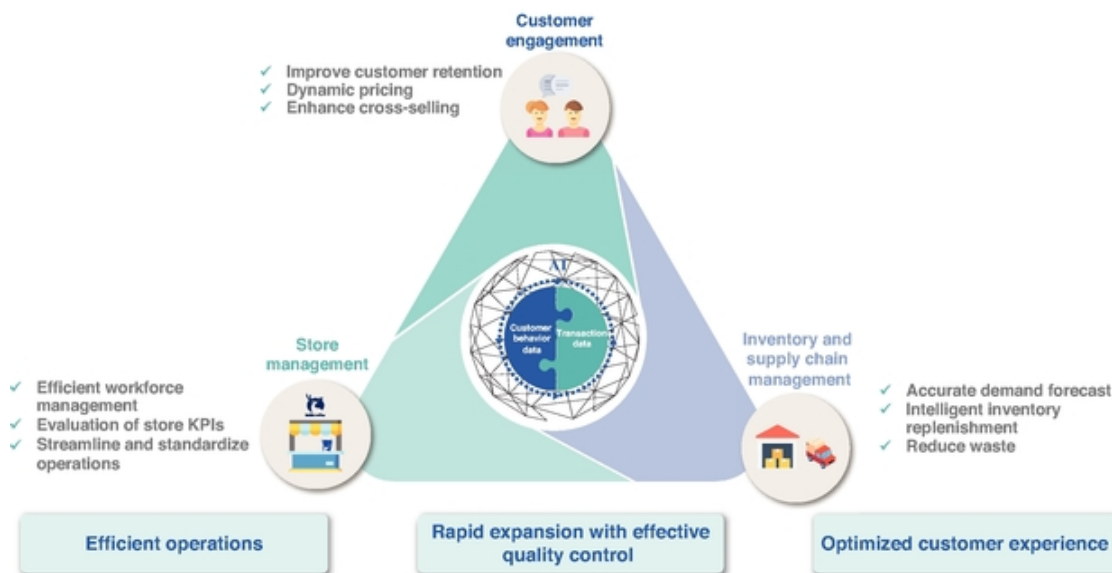 Customer
engagement
Improve customer retention
Dynamic pricing
Enhance cross-selling
AI
Customer
behavior
data
Transaction
data
Store
management
Efficient workforce
management
Evaluation of store KPIs
Streamline and standardize
operations
Inventory and
supply chain
management
Accurate demand forecast
Intelligent inventory
replenishment
Reduce waste
Efficient operations
Rapid expansion with effective
quality control
Optimized customer experience